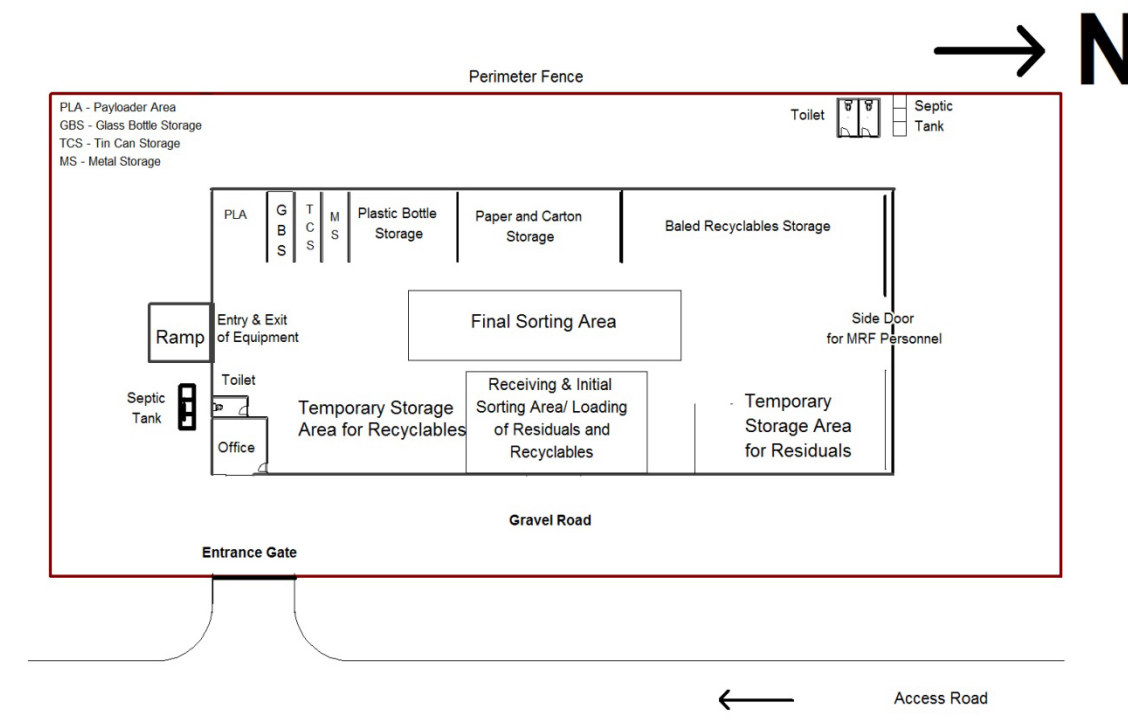 N
Perimeter Fence
PLA - Payloader Area
GBS - Glass Bottle Storage
TCS - Tin Can Storage
MS - Metal Storage
Toilet
Septic
Tank
PLA
G
B
S
T
C
S
M
S
Plastic Bottle
Storage
Paper and Carton
Storage
Baled Recyclables Storage
Ramp
Entry & Exit
of Equipment
Final Sorting Area
Side Door
for MRF Personnel
Septic
Tank
Toilet
Office
Temporary Storage
Area for Recyclables
Receiving & Initial
Sorting Area/ Loading
of Residuals and
Recyclables
Temporary
Storage Area
for Residuals
Gravel Road
Entrance Gate
Access Road